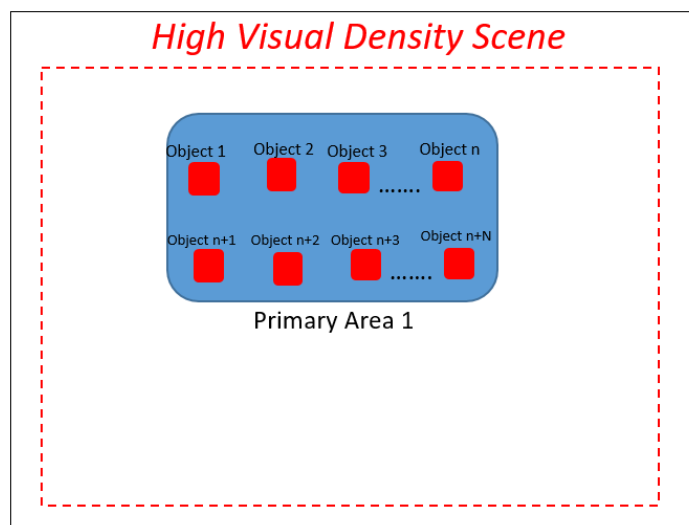 High Visual Density Scene
Object 1 Object 2 Object 3 Object n
.......
Object n+1 Object n+2 Object n+3 Object n+N
.......
Primary Area 1